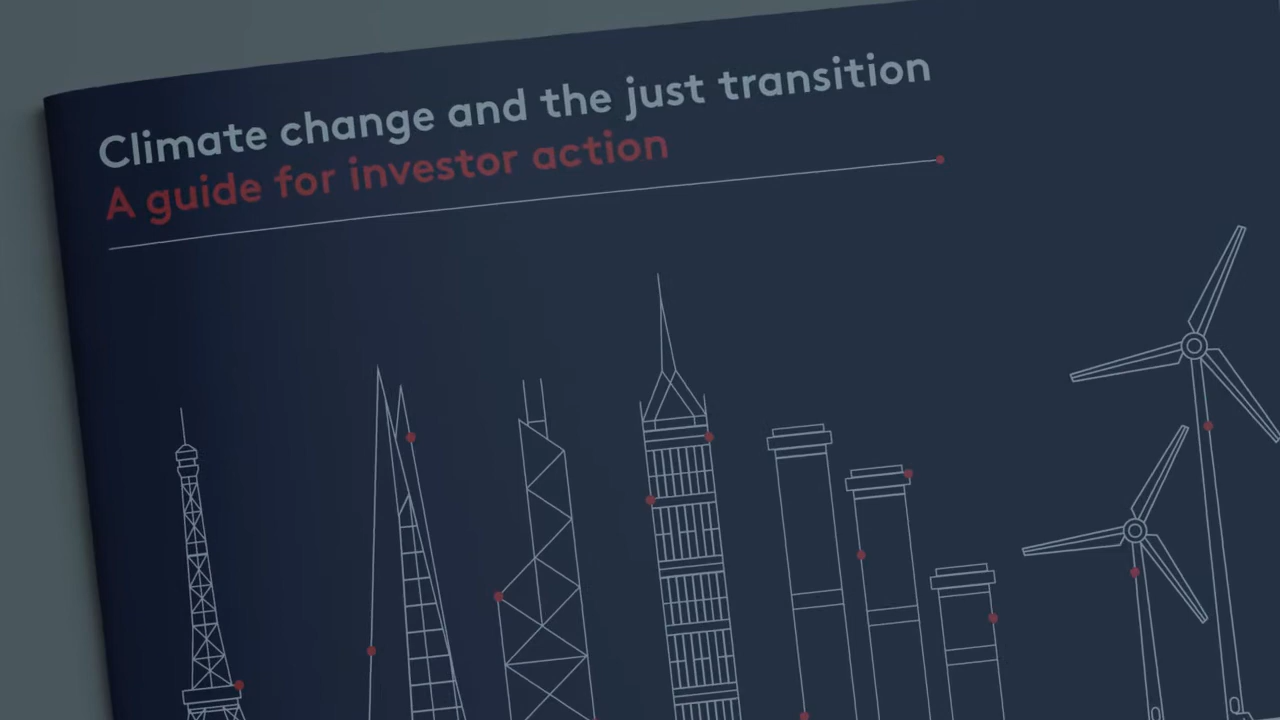 Climate change and the just transition
A guide for investor action